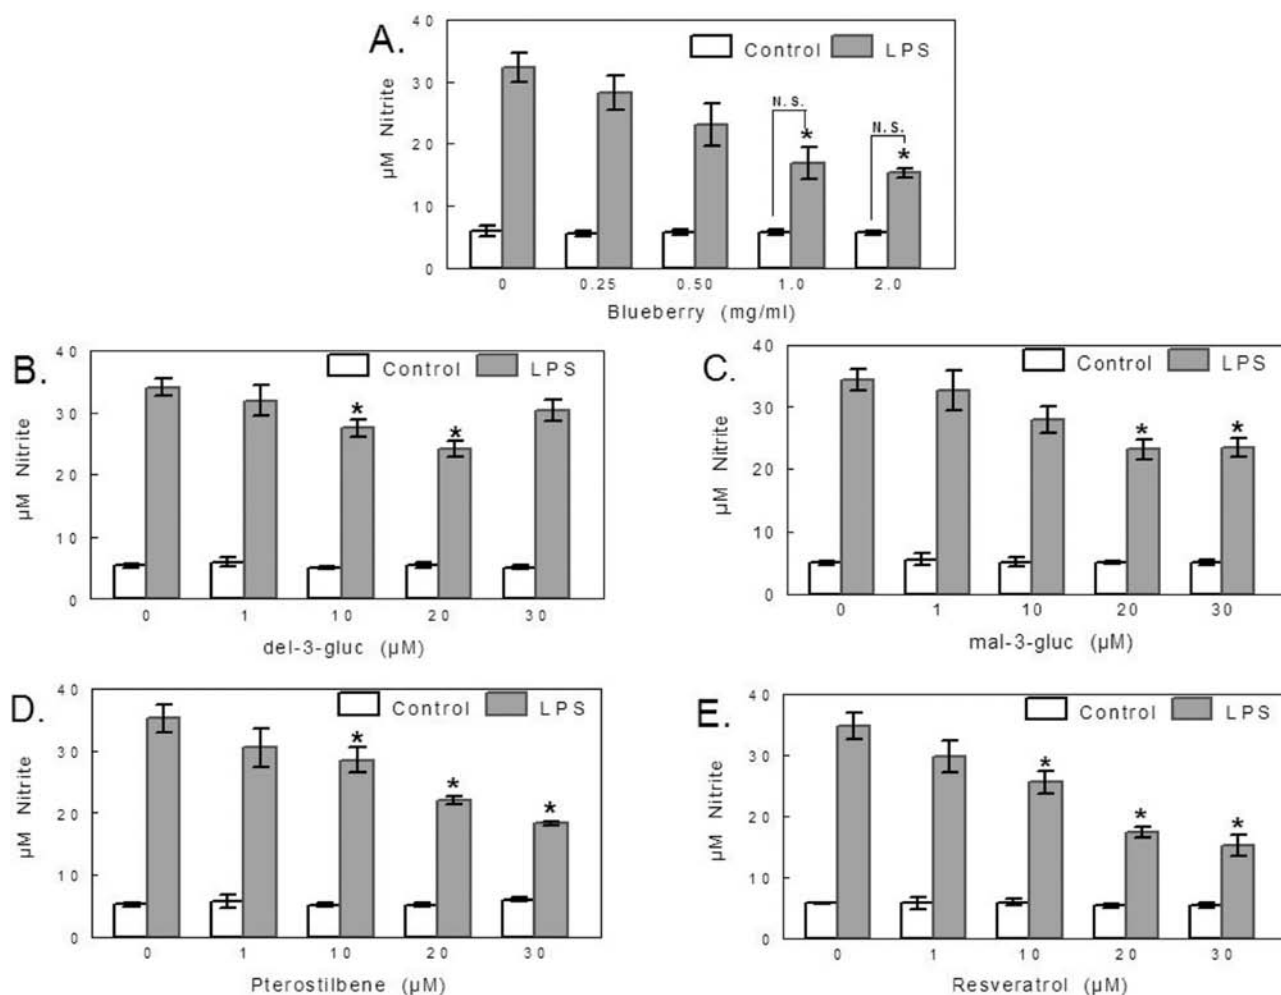 A.
40
30
20
10
0
µM Nitrite
Control LPS
N. S.
*
N. S.
*
0 0.25 0.50 1.0 2.0
Blueberry (mg/ml)
B.
40
30
20
10
0
µM Nitrite
Control LPS
* *
0 1 10 20 30
del-3-gluc (µM)
C.
40
30
20
10
0
µM Nitrite
Control LPS
* *
0 1 10 20 30
mal-3-gluc (µM)
D.
40
30
20
10
0
µM Nitrite
Control LPS
*
*
*
0 1 10 20 30
Pterostilbene (µM)
E.
40
30
20
10
0
µM Nitrite
Control LPS
*
*
*
0 1 10 20 30
Resveratrol (µM)